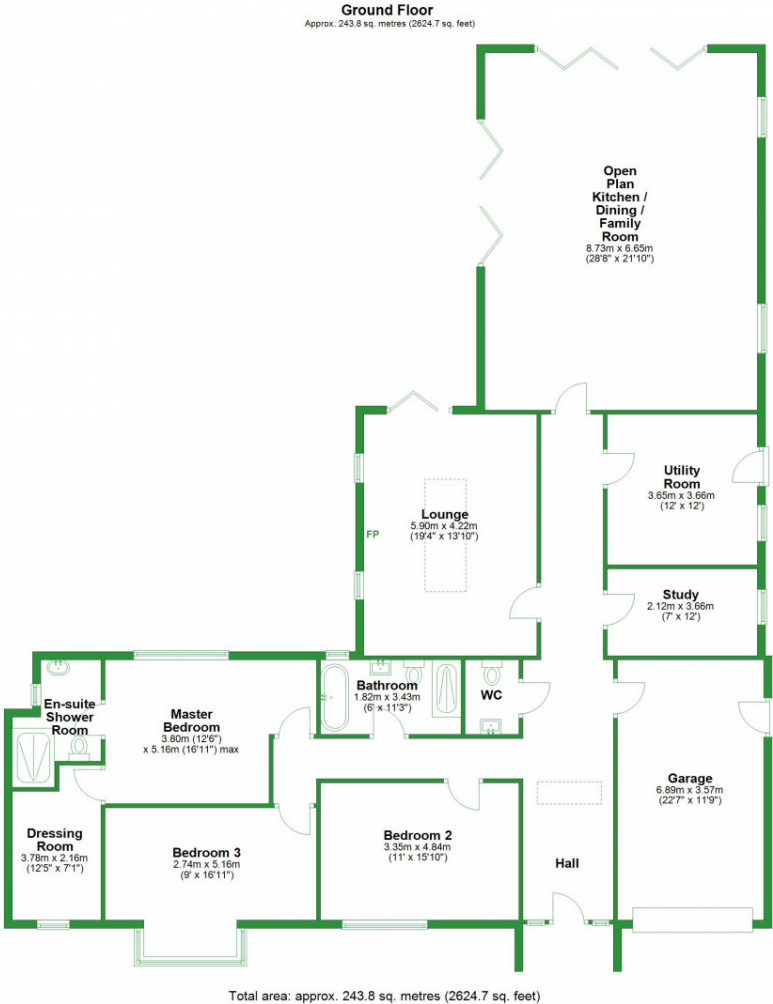 Ground Floor
Approx. 243.8 sq. metres (2624.7 sq. feet)
Open
Plan
Kitchen /
Dining /
Family
Room
8.73m x 6.65m
(28'8" x 21'10")
Utility
Room
3.65m x 3.66m
(12' x 12')
Lounge
5.90m x 4.22m
(19'4" x 13'10")
FP
Study
2.12m x 3.66m
(7' x 12')
En-suite
Shower
Room
Master
Bedroom
3.80m (12'6")
x 5.16m (16'11") max
Bathroom
1.82m x 3.43m
(6' x 11'3")
WC
Garage
6.89m x 3.57m
(22'7" x 11'9")
Dressing
Room
3.78m x 2.16m
(12'5" x 7'1")
Bedroom 3
2.74m x 5.16m
(9' x 16'11")
Bedroom 2
3.35m x 4.84m
(11' x 15'10")
Hall
Total area: approx. 243.8 sq. metres (2624.7 sq. feet)